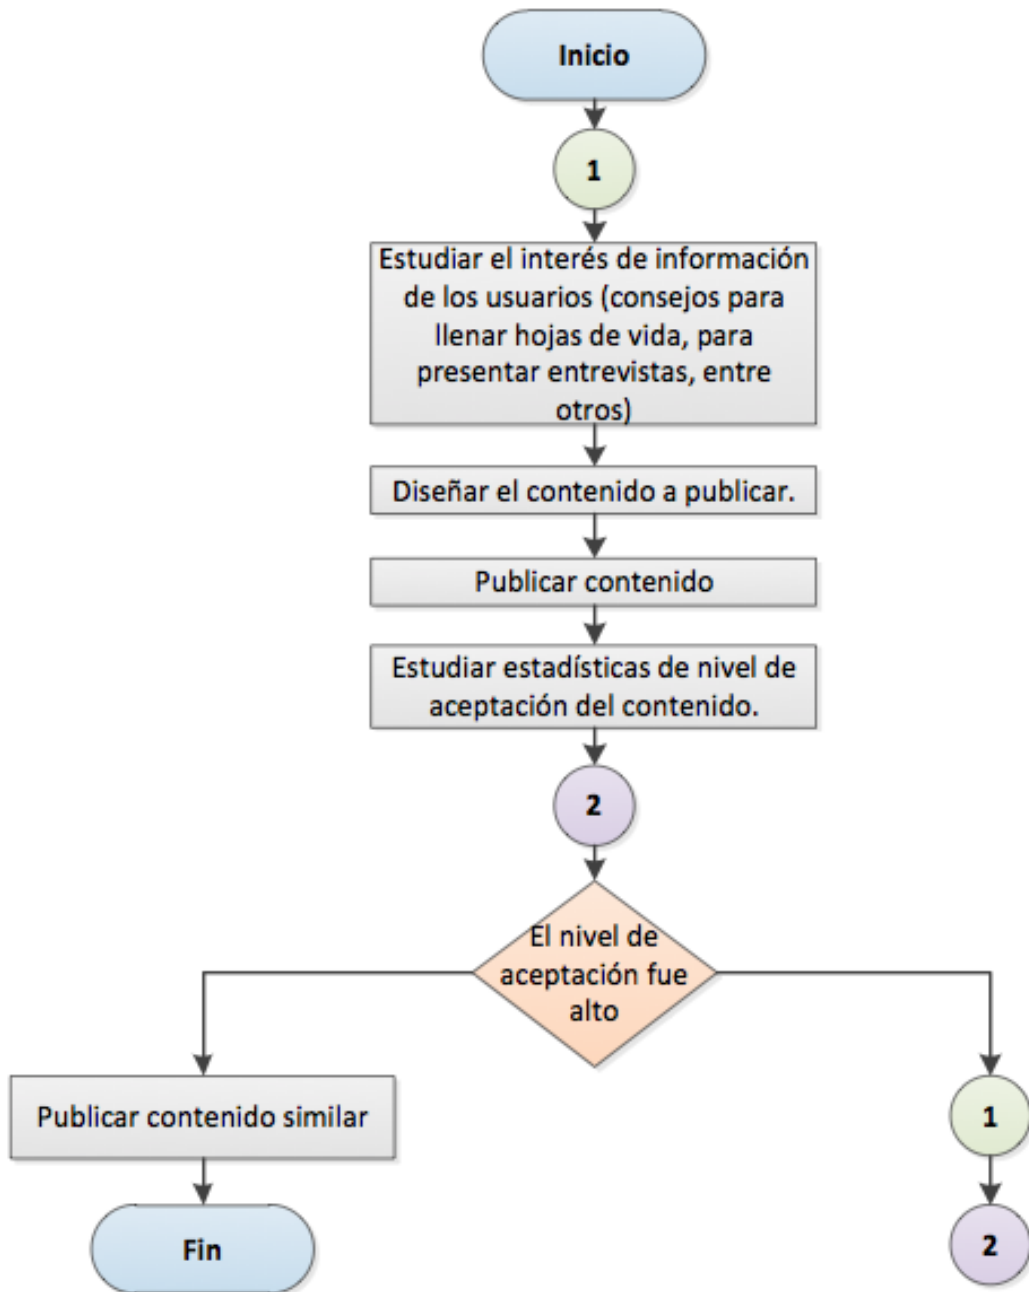 Inicio
1
Estudiar el interés de información
de los usuarios (consejos para
llenar hojas de vida, para
presentar entrevistas, entre
otros)
Diseñar el contenido a publicar.
Publicar contenido
Estudiar estadísticas de nivel de
aceptación del contenido.
2
El nivel de
aceptación fue
alto
Publicar contenido similar
1
Fin
2